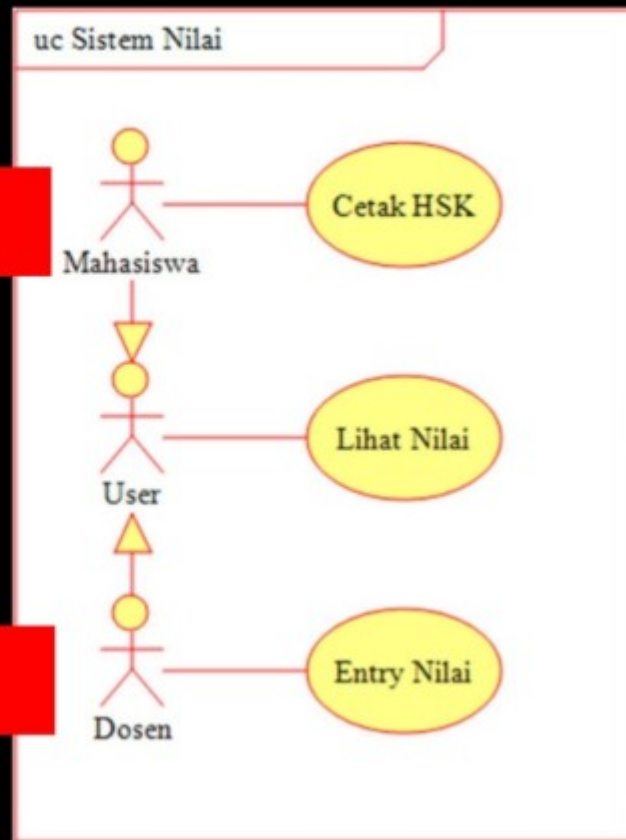 uc Sistem Nilai
Cetak HSK
Mahasiswa
Lihat Nilai
User
Entry Nilai
Dosen